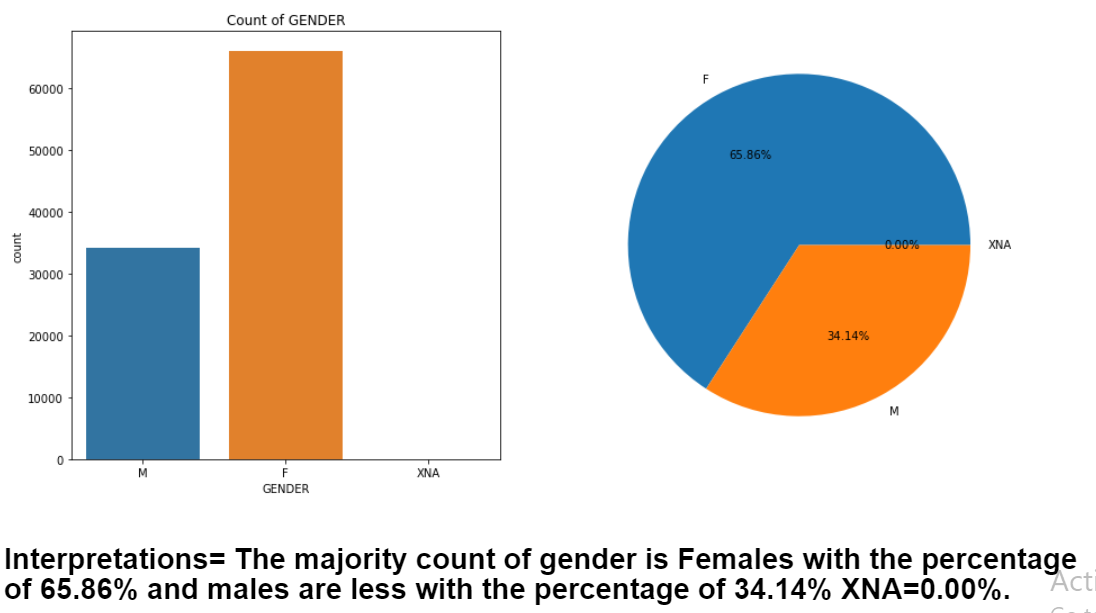 Count of GENDER
60000
50000
40000
30000
20000
10000
0
count
M
F
XNA
GENDER
F
65.86%
0.00%
XNA
34.14%
M
Interpretations= The majority count of gender is Females with the percentage
of 65.86% and males are less with the percentage of 34.14% XNA=0.00%.
Acti